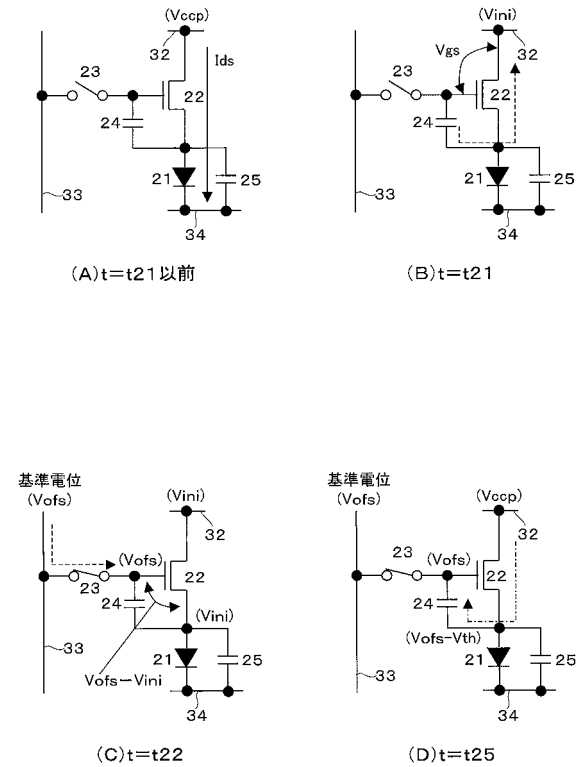 (Vccp)
32
Ids
23
22
24
21
25
33
34
(A)t=t21以前
(Vini)
Vgs
32
23
22
24
21
25
33
34
(B)t=t21
基準電位
(Vofs)
(Vini)
32
(Vofs)
23
22
24
(Vini)
33
21
25
Vofs−Vini
34
(C)t=t22
基準電位
(Vofs)
(Vccp)
32
23
(Vofs)
22
24
(Vofs−Vth)
21
25
33
34
(D)t=t25